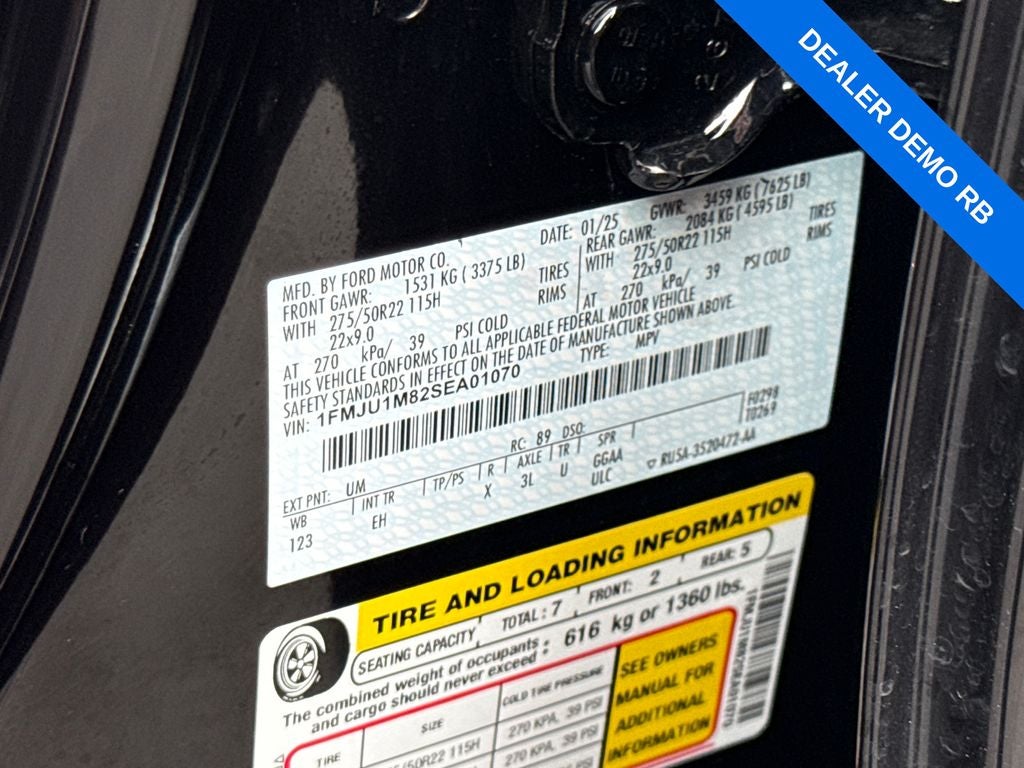 DEALER DEMO RB
MFD. BY FORD MOTOR CO.
DATE: 01/25 GVWR: 3459 KG ( 7625 LB)
FRONT GAWR: 1531 KG ( 3375 LB)
REAR GAWR: 2084 KG ( 4595 LB)
WITH 275/50R22 115H TIRES
WITH 275/50R22 115H TIRES
22x9.0 RIMS
22x9.0 RIMS
AT 270 kPa/ 39 PSI COLD
AT 270 kPa/ 39 PSI COLD
THIS VEHICLE CONFORMS TO ALL APPLICABLE FEDERAL MOTOR VEHICLE
SAFETY STANDARDS IN EFFECT ON THE DATE OF MANUFACTURE SHOWN ABOVE.
VIN: 1FMJU1M82SEA01070 TYPE: MPV
F0298
T0269
EXT PNT: UM RC: 89 DSO:
WB INT TR TP/PS R AXLE TR SPR
123 EH X 3L U GGAA
ULC
RU5A-3520472-AA
TIRE AND LOADING INFORMATION
SEATING CAPACITY TOTAL: 7 FRONT: 2 REAR: 5
The combined weight of occupants and cargo should never exceed: 616 kg or 1360 lbs.
TIRE SIZE COLD TIRE PRESSURE
/50R22 115H 270 KPA, 39 PSI
50R22 115H 270 KPA, 39 PSI
SEE OWNERS
MANUAL FOR
ADDITIONAL
INFORMATION